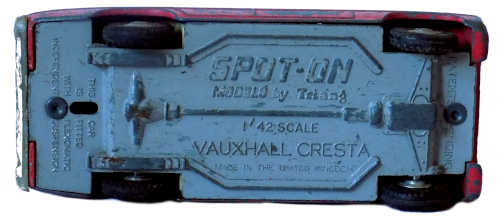 SPOT-ON
MODELS by Tri-ang
1/42 SCALE
VAUXHALL CRESTA
MADE IN THE UNITED KINGDOM
THIS CAR
IS FITTED
WITH
INDEPENDENT SUSPENSION